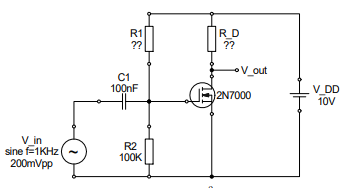 R1
??
R_D
??
V_out
C1
100nF
2N7000
V_DD
10V
V_in
sine f=1KHz
200mVpp
R2
100K